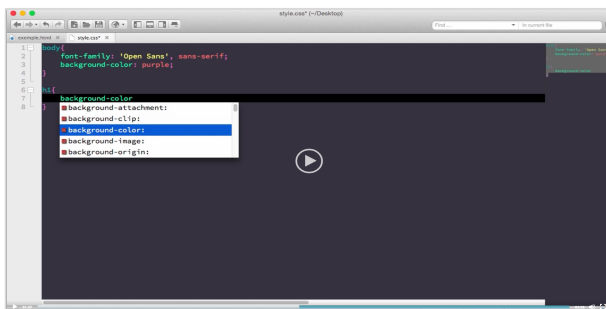 style.css* (~/Desktop)
Find ...
In current file
example.html ×
style.css* ×
1 body{
2 font-family: 'Open Sans', sans-serif;
3 background-color: purple;
4 }
5
6 h1{
7 background-color
8 }
background-attachment:
background-clip:
background-color:
background-image:
background-origin: